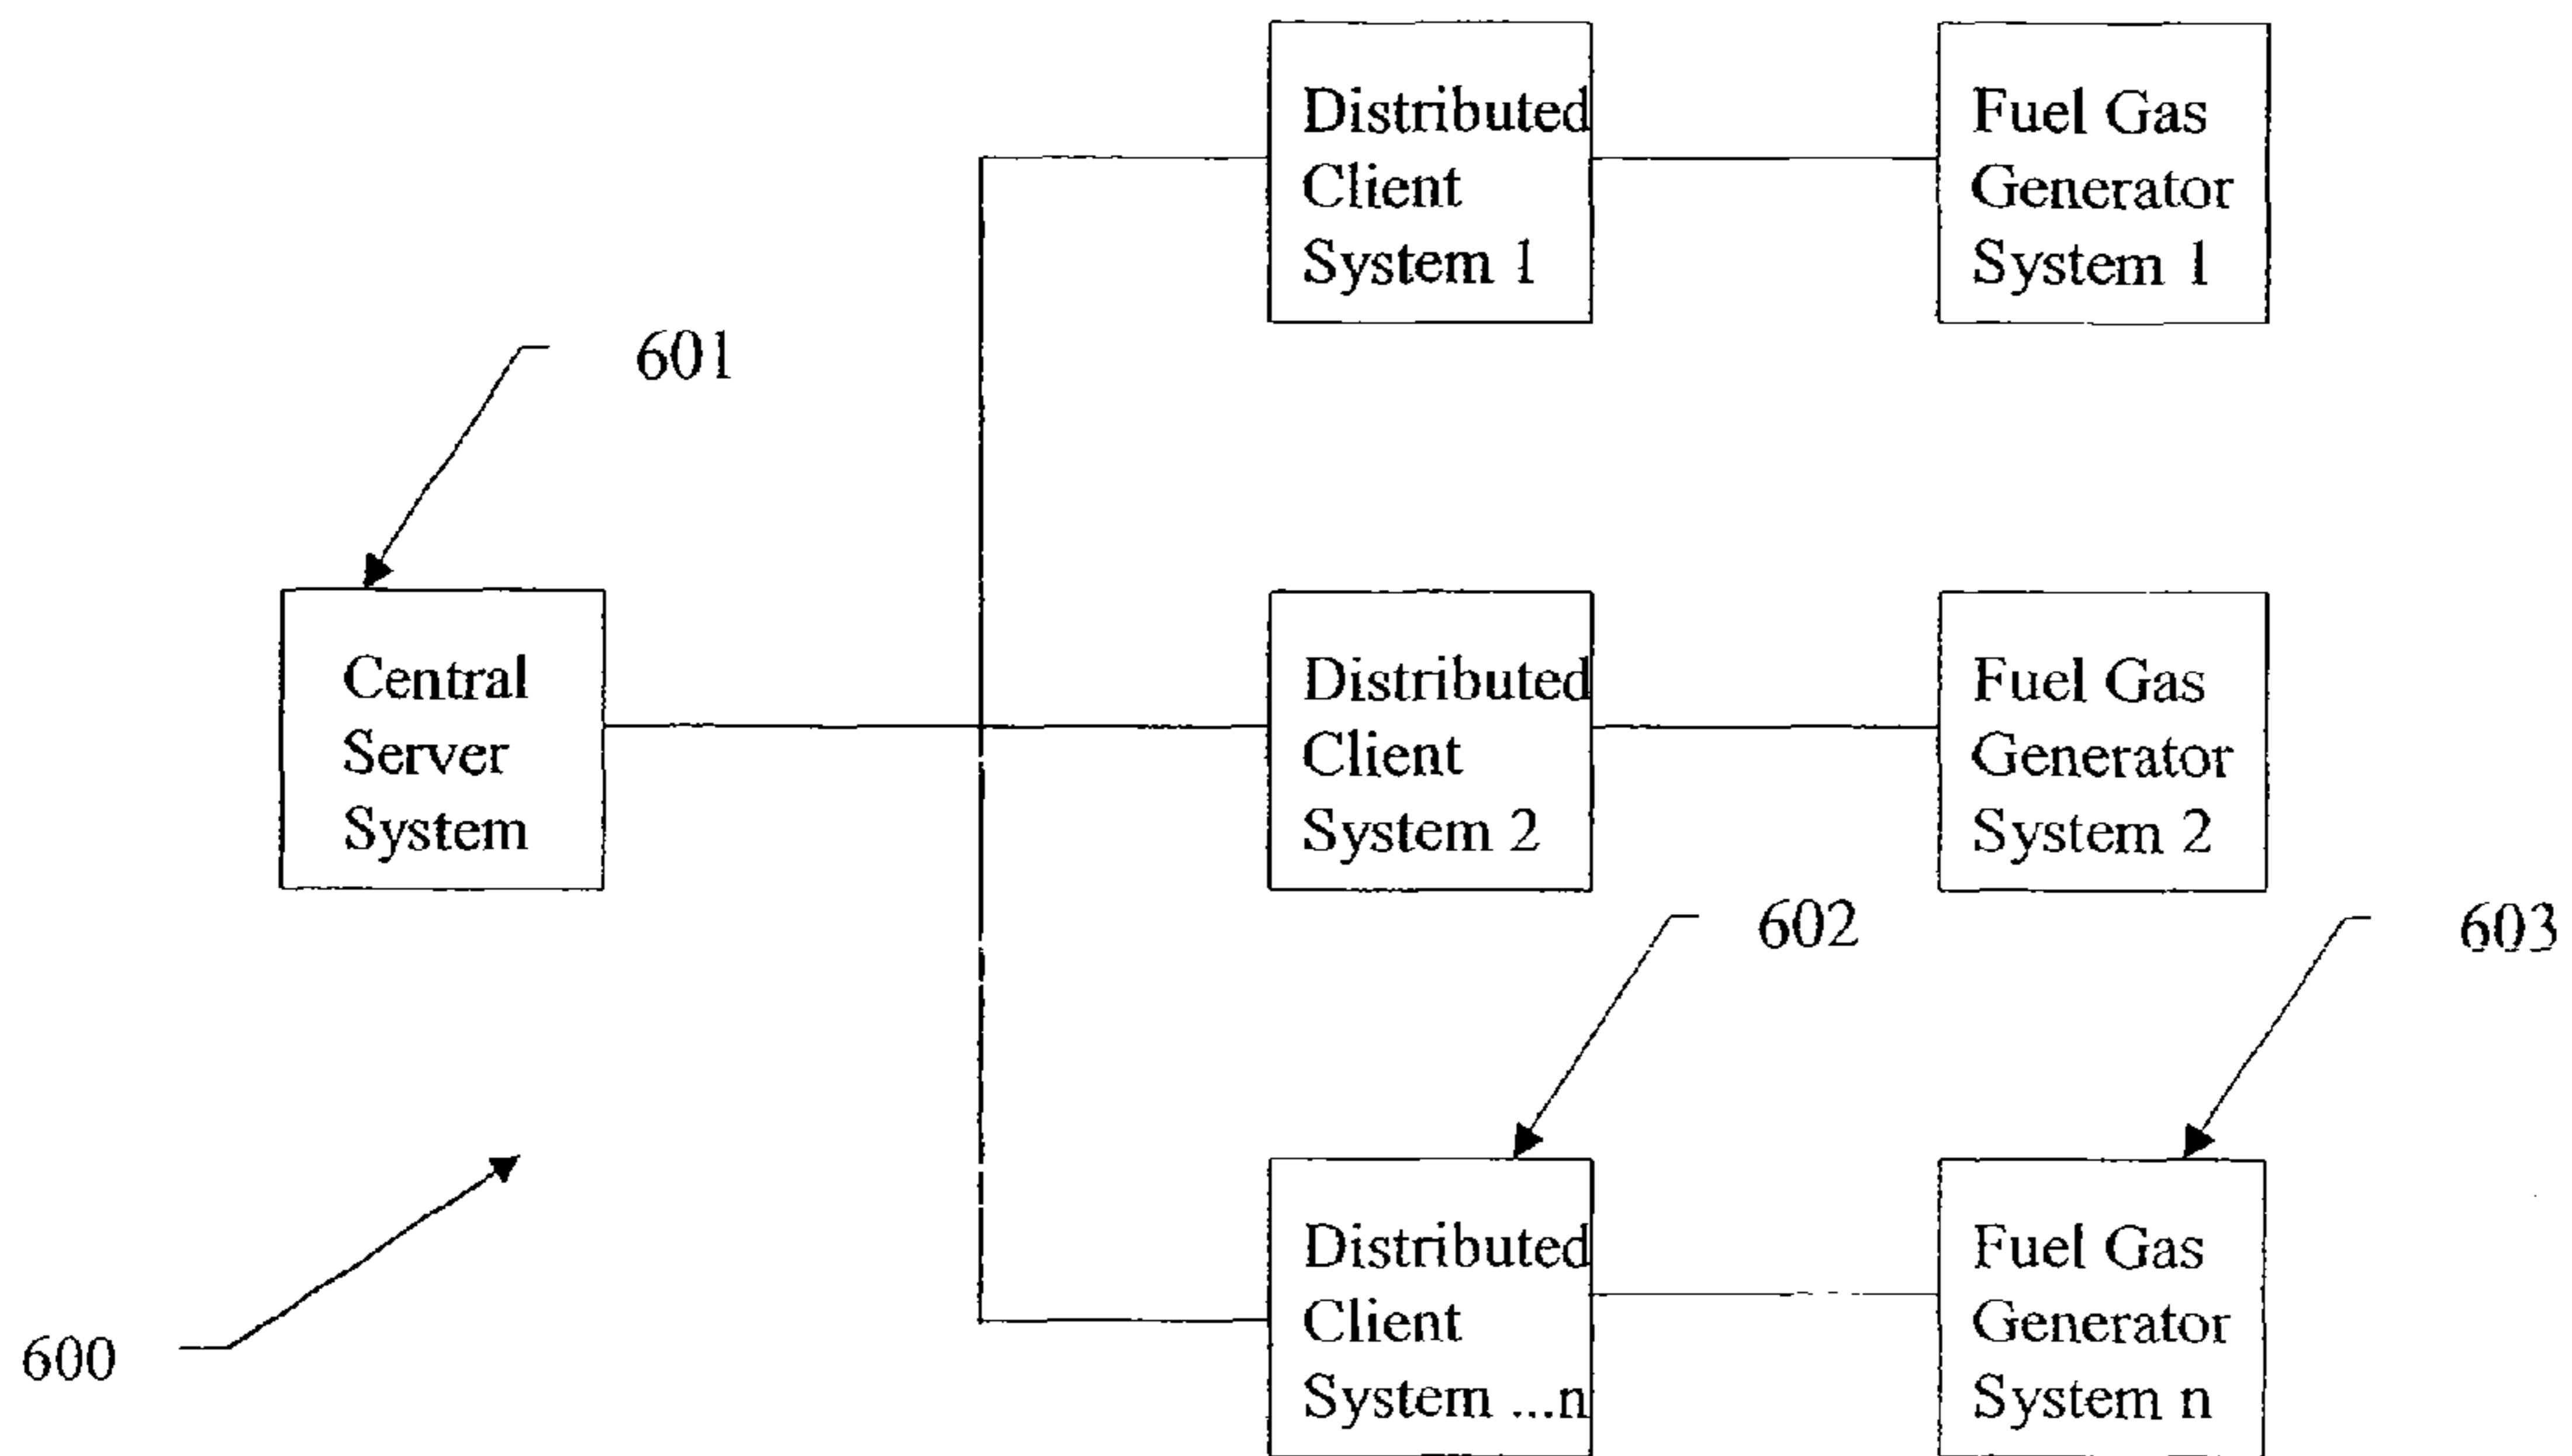 Distributed
Client
System 1
Fuel Gas
Generator
System 1
601
Central
Server
System
Distributed
Client
System 2
Fuel Gas
Generator
System 2
602
603
600
Distributed
Client
System ...n
Fuel Gas
Generator
System n